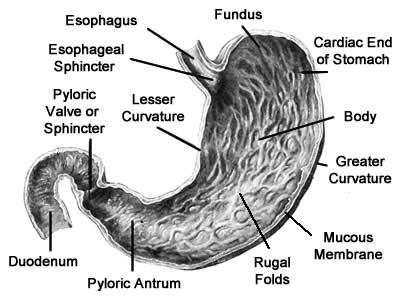 Esophagus
Fundus
Esophageal
Sphincter
Cardiac End
of Stomach
Pyloric
Valve or
Sphincter
Lesser
Curvature
Body
Greater
Curvature
Mucous
Membrane
Rugal
Folds
Duodenum
Pyloric Antrum